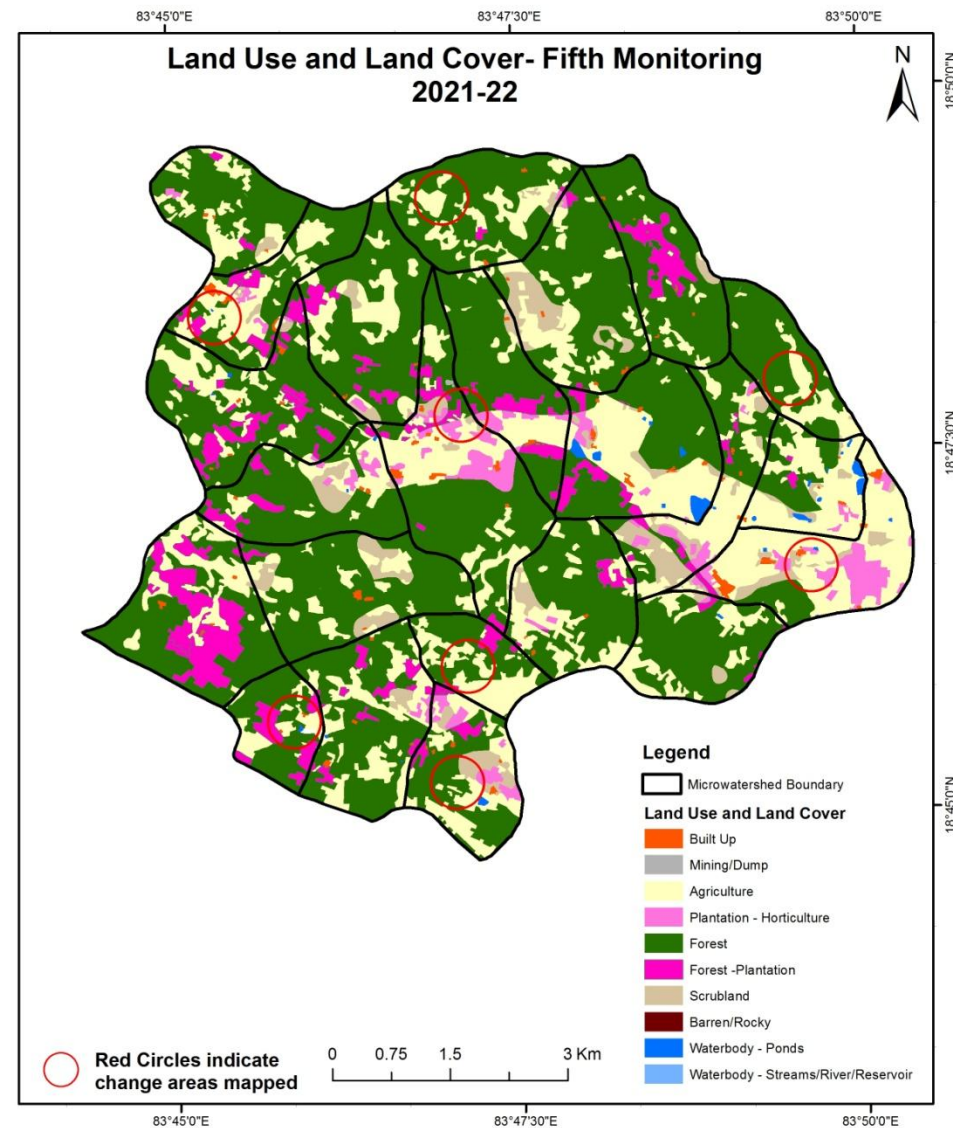 83°45'0"E
83°47'30"E
83°50'0"E
Land Use and Land Cover- Fifth Monitoring
2021-22
N
18°50'0"N
18°47'30"N
18°45'0"N
Legend
Microwatershed Boundary
Land Use and Land Cover
Built Up
Mining/Dump
Agriculture
Plantation - Horticulture
Forest
Forest -Plantation
Scrubland
Barren/Rocky
Waterbody - Ponds
Waterbody - Streams/River/Reservoir
Red Circles indicate
change areas mapped
0 0.75 1.5 3 Km
83°45'0"E
83°47'30"E
83°50'0"E